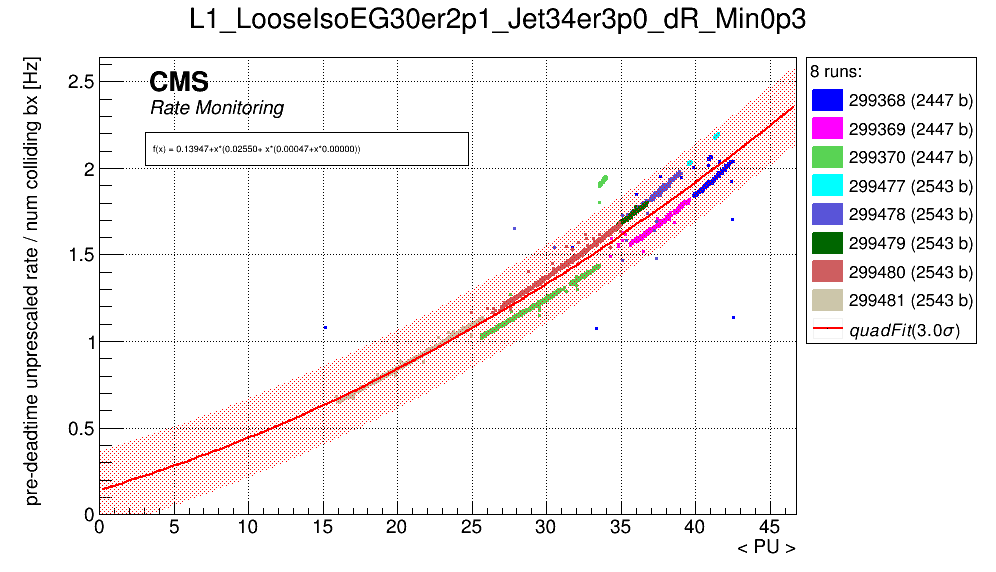 L1_LooseIsoEG30er2p1_Jet34er3p0_dR_Min0p3
pre-deadtime unprescaled rate / num colliding bx [Hz]
CMS
Rate Monitoring
f(x) = 0.13947+x*(0.02550+ x*(0.00047+x*0.00000))
2.5
2
1.5
1
0.5
0
0 5 10 15 20 25 30 35 40 45
< PU >
8 runs:
299368 (2447 b)
299369 (2447 b)
299370 (2447 b)
299477 (2543 b)
299478 (2543 b)
299479 (2543 b)
299480 (2543 b)
299481 (2543 b)
quadFit(3.0σ)